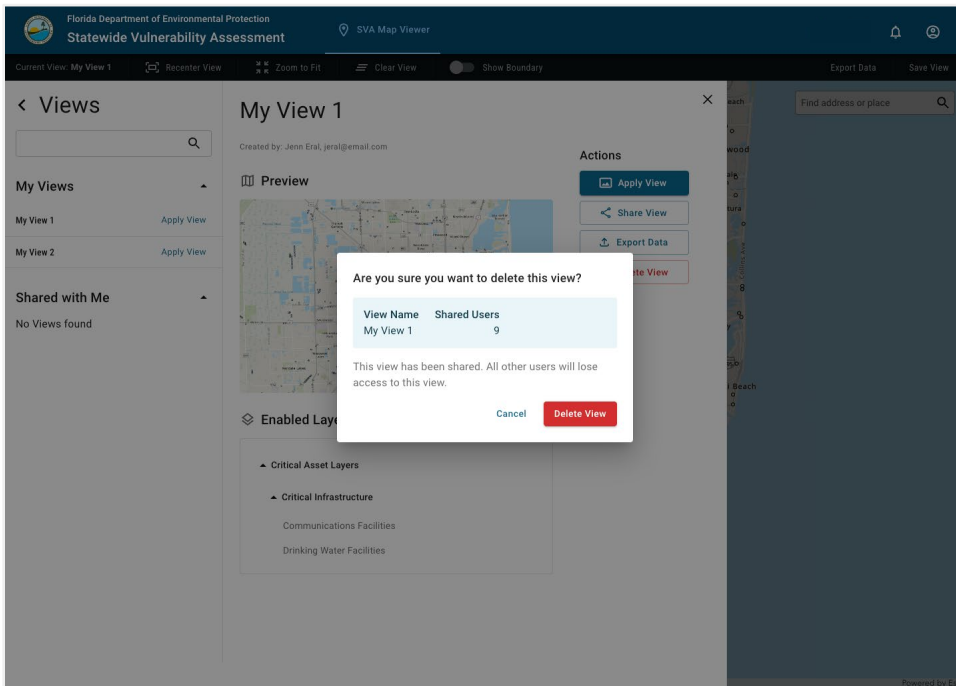 Florida Department of Environmental Protection
Statewide Vulnerability Assessment
SVA Map Viewer
Current View: My View 1
Recenter View
Zoom to Fit
Clear View
Show Boundary
Export Data
Save View
Views
My Views
My View 1
Apply View
My View 2
Apply View
Shared with Me
No Views found
My View 1
Created by: Jenn Eral, jeral@email.com
Preview
Actions
Apply View
Share View
Export Data
ete View
Are you sure you want to delete this view?
View Name Shared Users
My View 1 9
This view has been shared. All other users will lose
access to this view.
Cancel
Delete View
Enabled Laye
Critical Asset Layers
Critical Infrastructure
Communications Facilities
Drinking Water Facilities
Find address or place
each
wood
l Beach
Powered by Es